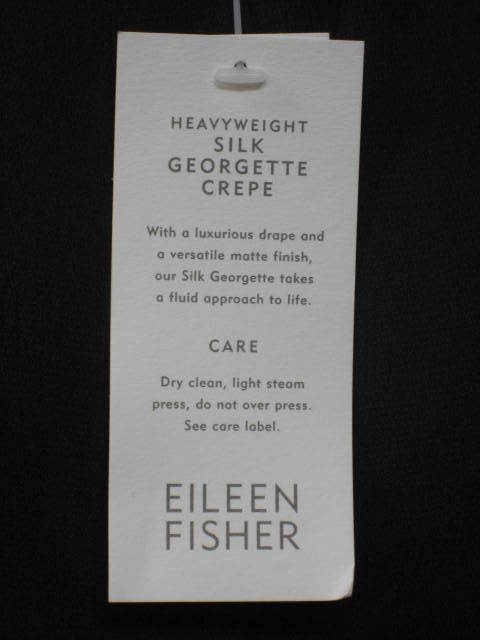 HEAVYWEIGHT
SILK
GEORGETTE
CREPE
With a luxurious drape and
a versatile matte finish,
our Silk Georgette takes
a fluid approach to life.
CARE
Dry clean, light steam
press, do not over press.
See care label.
EILEEN
FISHER